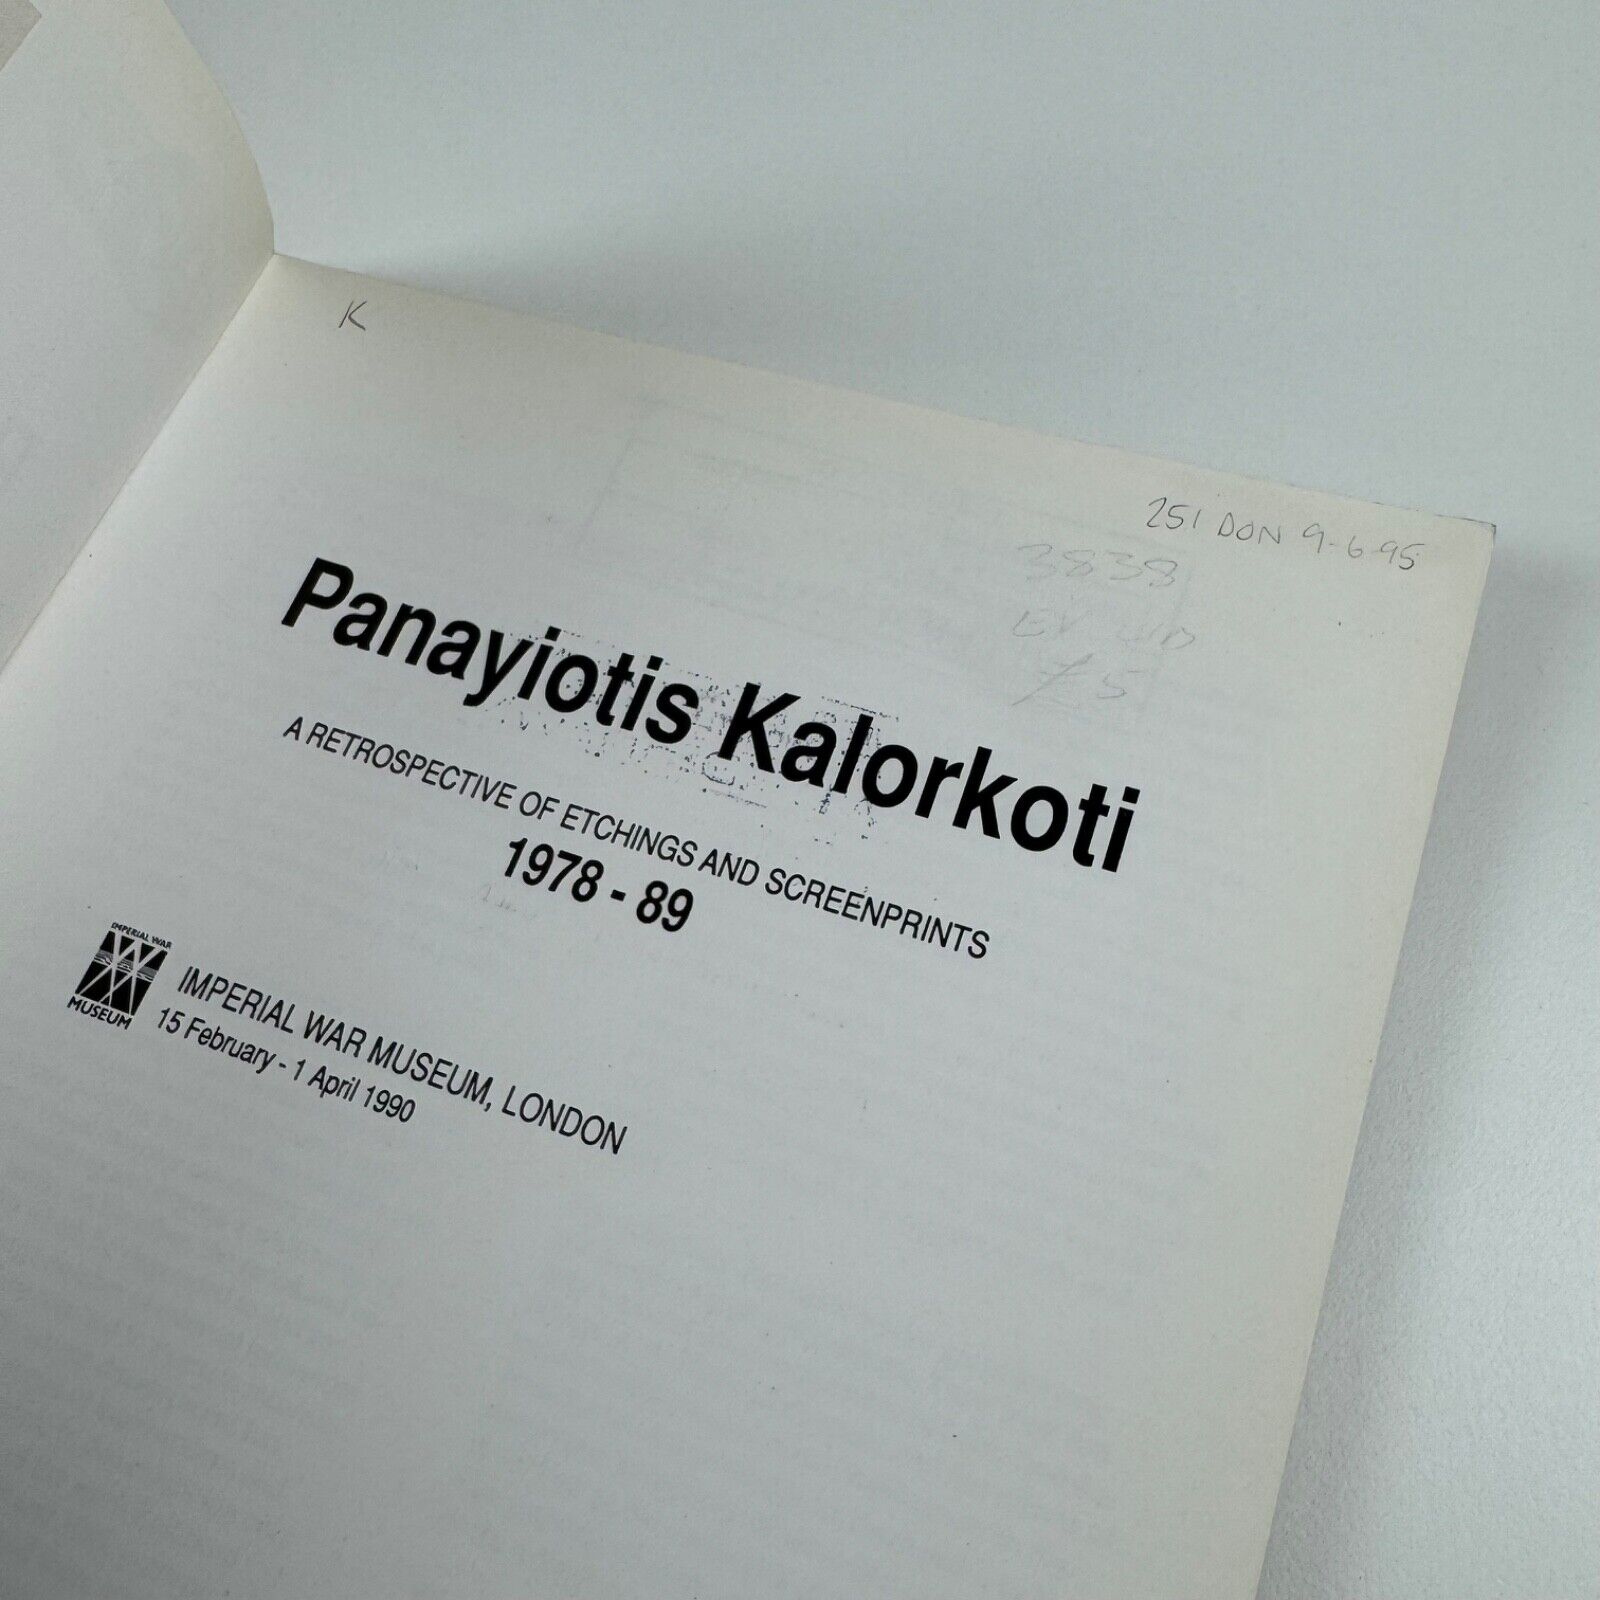 K
251 DON 9-6-95
3838
£5
Panayiotis Kalorkoti
A RETROSPECTIVE OF ETCHINGS AND SCREENPRINTS
1978 - 89
IMPERIAL WAR
MUSEUM
IMPERIAL WAR MUSEUM, LONDON
15 February - 1 April 1990